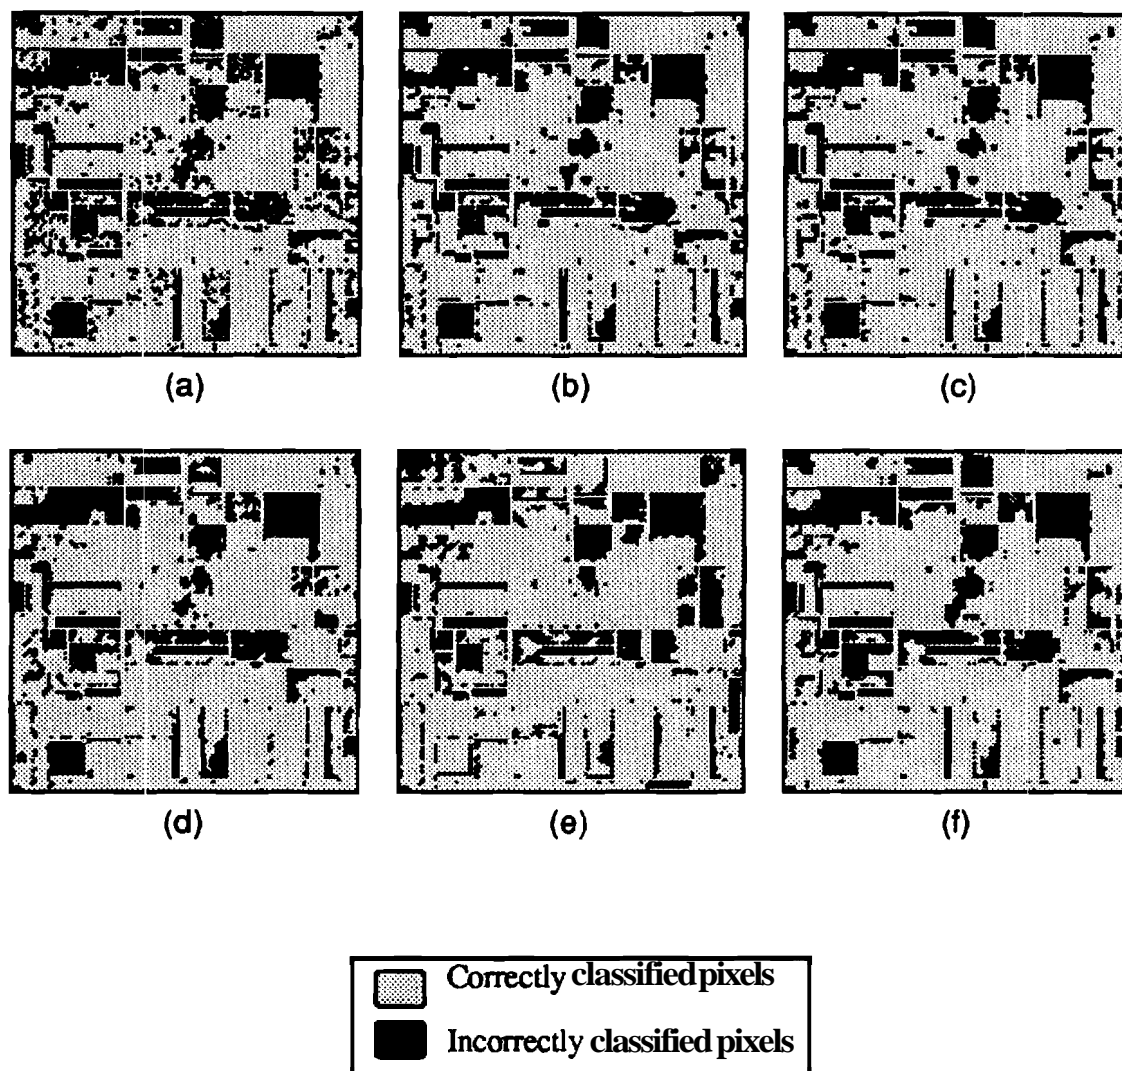 (a) (b) (c)
(d) (e) (f)
Correctly classified pixels
Incorrectly classified pixels